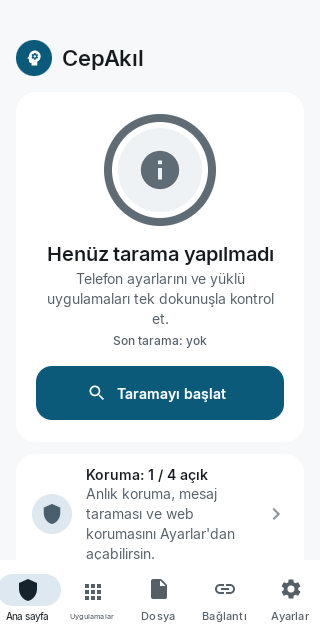 CepAkıl
Henüz tarama yapılmadı
Telefon ayarlarını ve yüklü
uygulamaları tek dokunuşla kontrol
et.
Son tarama: yok
Taramayı başlat
Koruma: 1 / 4 açık
Anlık koruma, mesaj
taraması ve web
korumasını Ayarlar'dan
açabilirsin.
Ana sayfa
Uygulamalar
Dosya
Bağlantı
Ayarlar